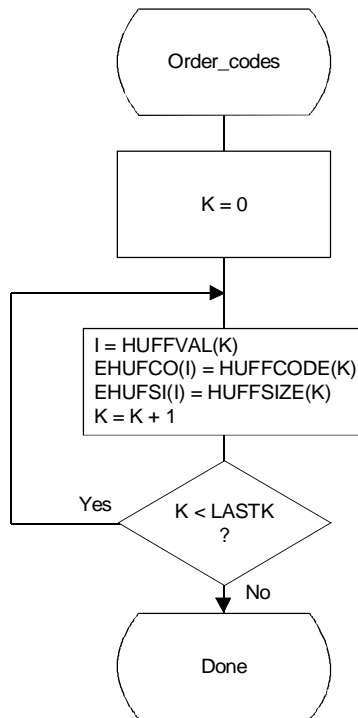 Order_codes
K = 0
I = HUFFVAL(K)
EHUFCO(I) = HUFFCODE(K)
EHUFSI(I) = HUFFSIZE(K)
K = K + 1
Yes
K < LASTK
?
No
Done